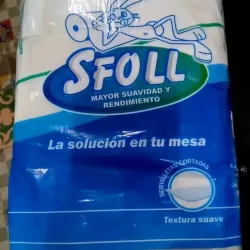 SFOLL
MAYOR SUAVIDAD Y
RENDIMIENTO
La solución en tu mesa
SERVILLETAS CORTADAS
Textura suave